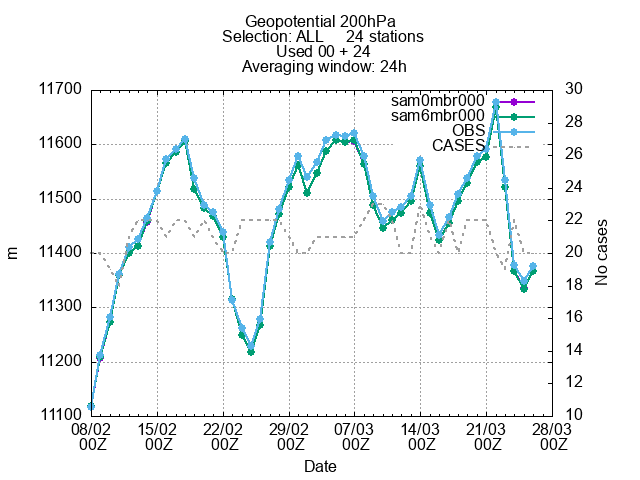 Geopotential 200hPa
Selection: ALL 24 stations
Used 00 + 24
Averaging window: 24h
sam0mbr000
sam6mbr000
OBS
CASES
11700
11600
11500
11400
11300
11200
11100
m
30
28
26
24
22
20
18
16
14
12
10
No cases
08/02 15/02 22/02 29/02 07/03 14/03 21/03 28/03
00Z 00Z 00Z 00Z 00Z 00Z 00Z 00Z
Date